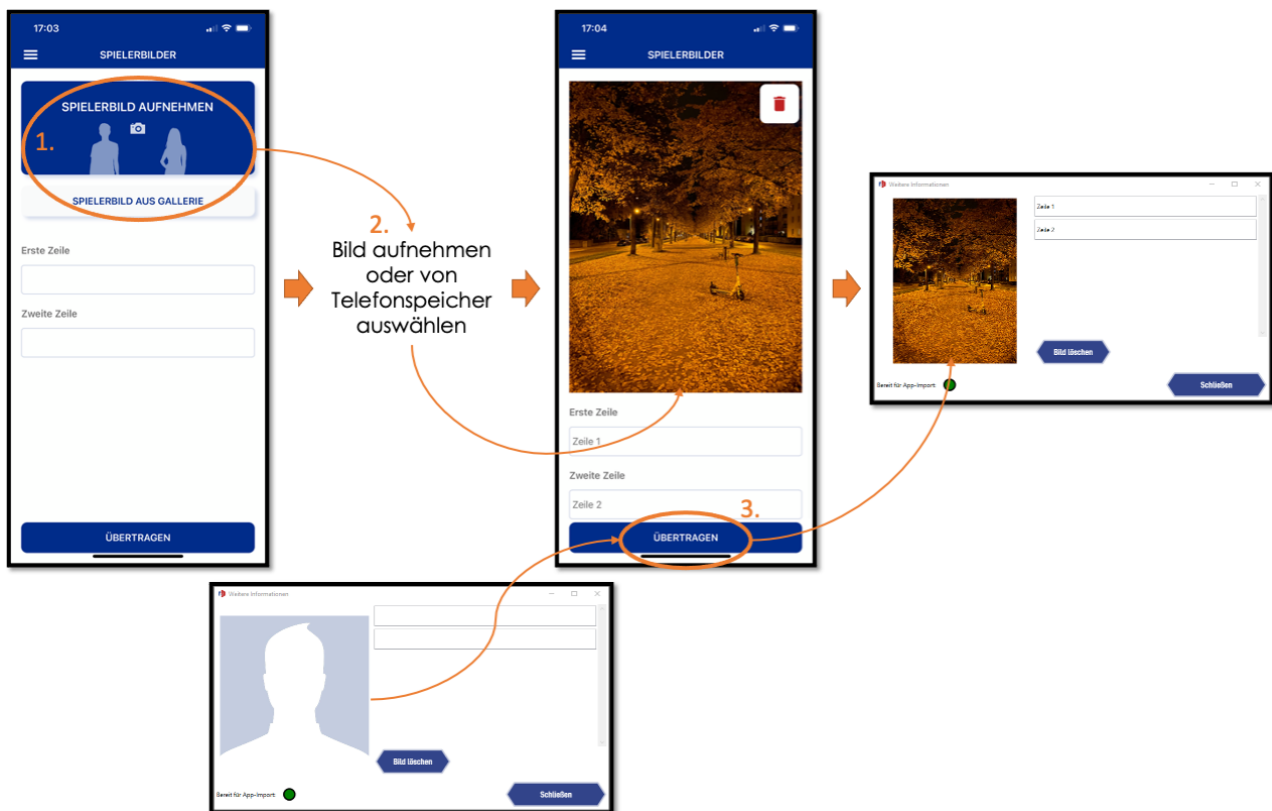 17:03
SPIELERBILDER
SPIELERBILD AUFNEHMEN
1.
SPIELERBILD AUS GALLERIE
Erste Zeile
Zweite Zeile
ÜBERTRAGEN
2.
Bild aufnehmen
oder von
Telefonspeicher
auswählen
17:04
SPIELERBILDER
Erste Zeile
Zeile 1
Zweite Zeile
Zeile 2
3.
ÜBERTRAGEN
Weitere Informationen
Zeile 1
Zeile 2
Bild löschen
Bereit für App-Import:
Schließen
Weitere Informationen
Bild löschen
Bereit für App-Import:
Schließen